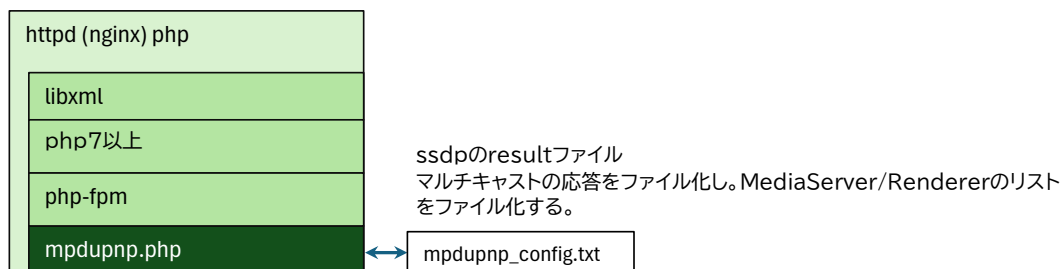 httpd (nginx) php
libxml
php7以上
php-fpm
mpdupnp.php
ssdpのresultファイル
マルチキャストの応答をファイル化し。MediaServer/Rendererのリスト
をファイル化する。
mpdupnp_config.txt